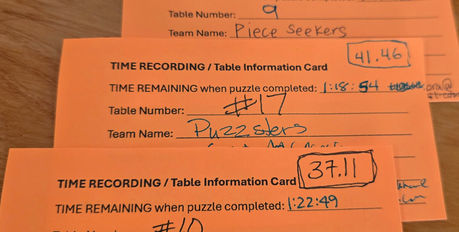 Table Number: 9
Team Name: Piece Seekers
41.46
TIME RECORDING / Table Information Card
TIME REMAINING when puzzle completed: 1:18:54
Table Number: #17
Team Name: Puzzsters
37.11
TIME RECORDING / Table Information Card
TIME REMAINING when puzzle completed: 1:22:49
#10